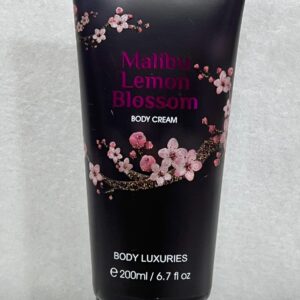 Malibu
Lemon
Blossom
BODY CREAM
BODY LUXURIES
℮ 200ml / 6.7 fl oz